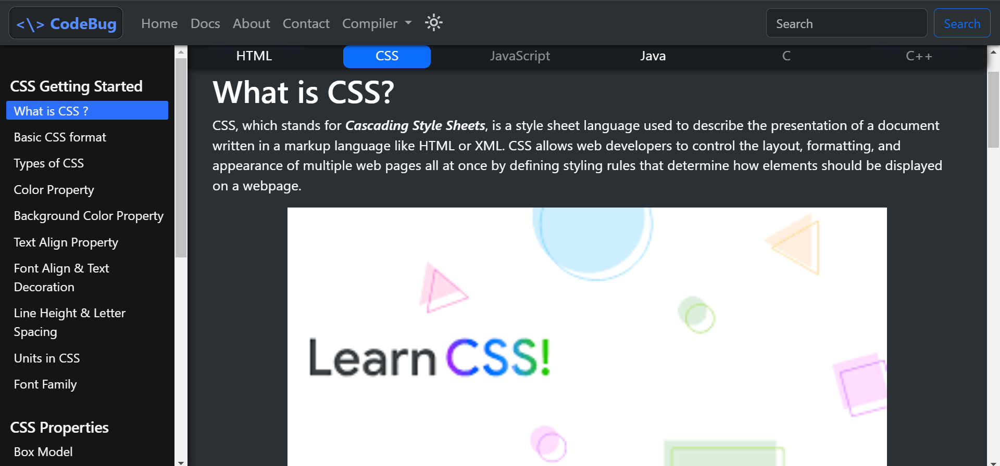 <\> CodeBug
Home
Docs
About
Contact
Compiler
Search
Search
HTML
CSS
JavaScript
Java
C
C++
CSS Getting Started
What is CSS ?
Basic CSS format
Types of CSS
Color Property
Background Color Property
Text Align Property
Font Align & Text
Decoration
Line Height & Letter
Spacing
Units in CSS
Font Family
CSS Properties
Box Model
What is CSS?
CSS, which stands for Cascading Style Sheets, is a style sheet language used to describe the presentation of a document
written in a markup language like HTML or XML. CSS allows web developers to control the layout, formatting, and
appearance of multiple web pages all at once by defining styling rules that determine how elements should be displayed
on a webpage.
Learn CSS!